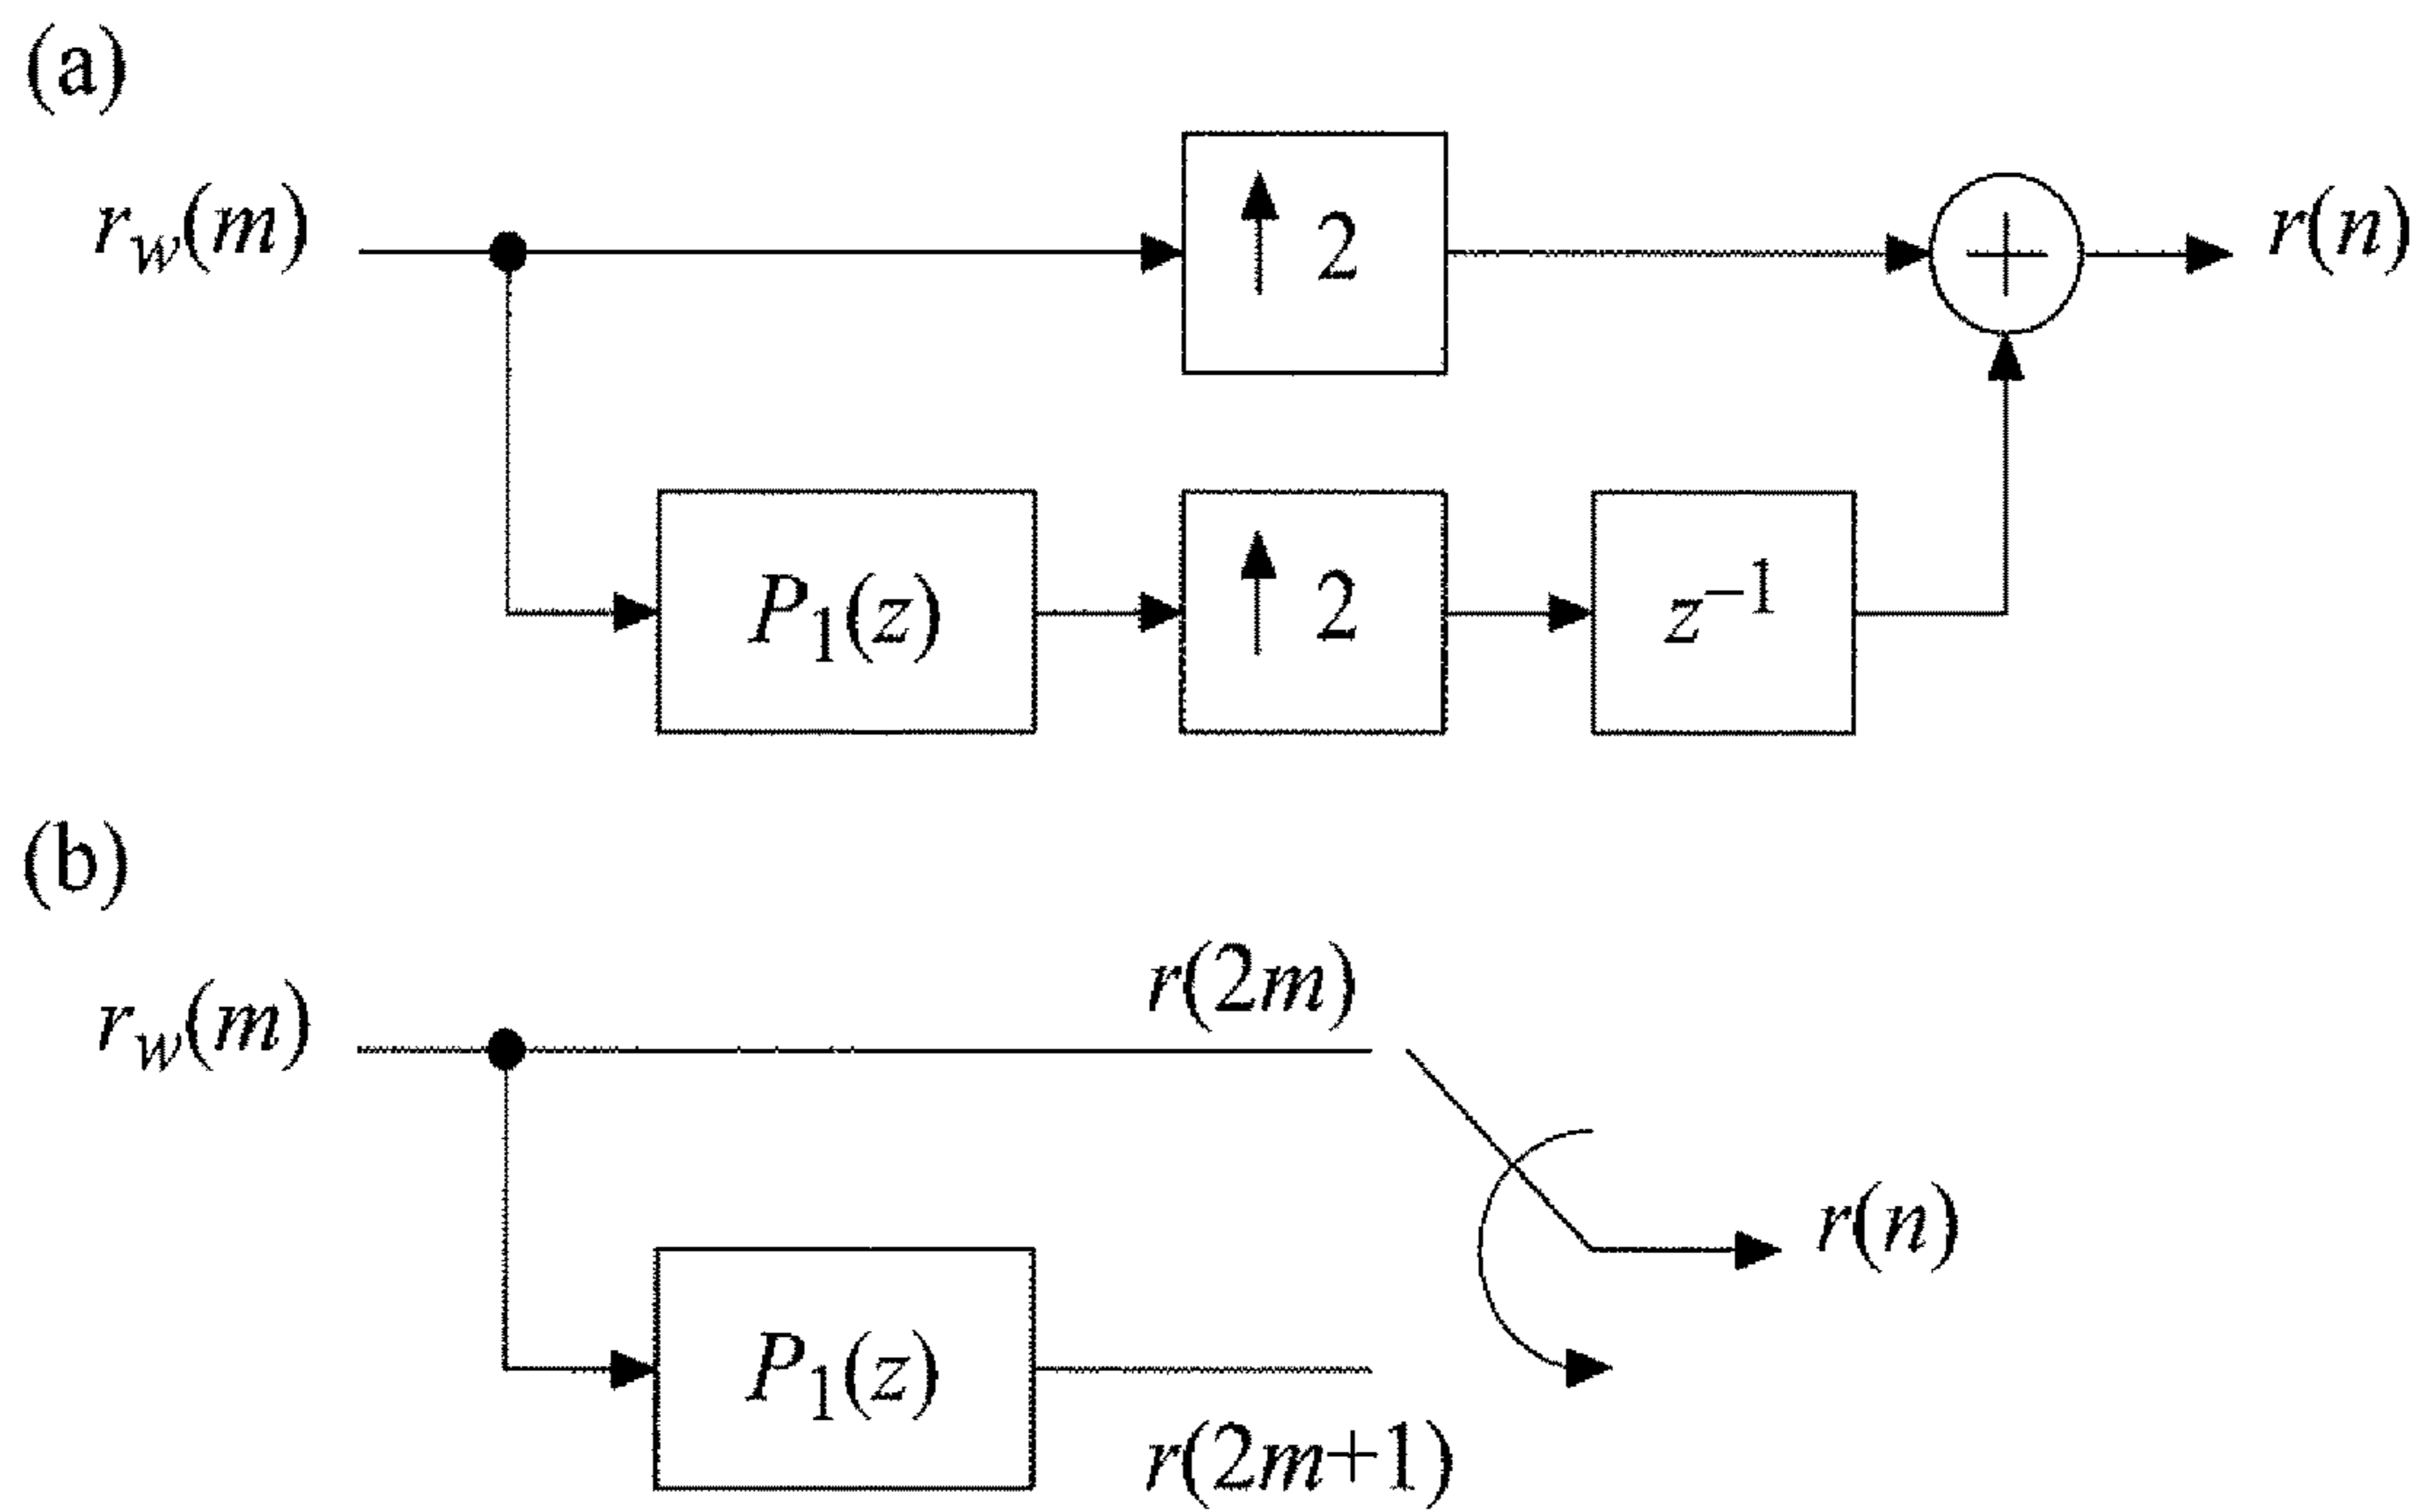 (a)
r_w(m)
↑ 2
+
r(n)
P_1(z)
↑ 2
z^{-1}
(b)
r(2m)
r_w(m)
r(n)
P_1(z)
r(2m+1)